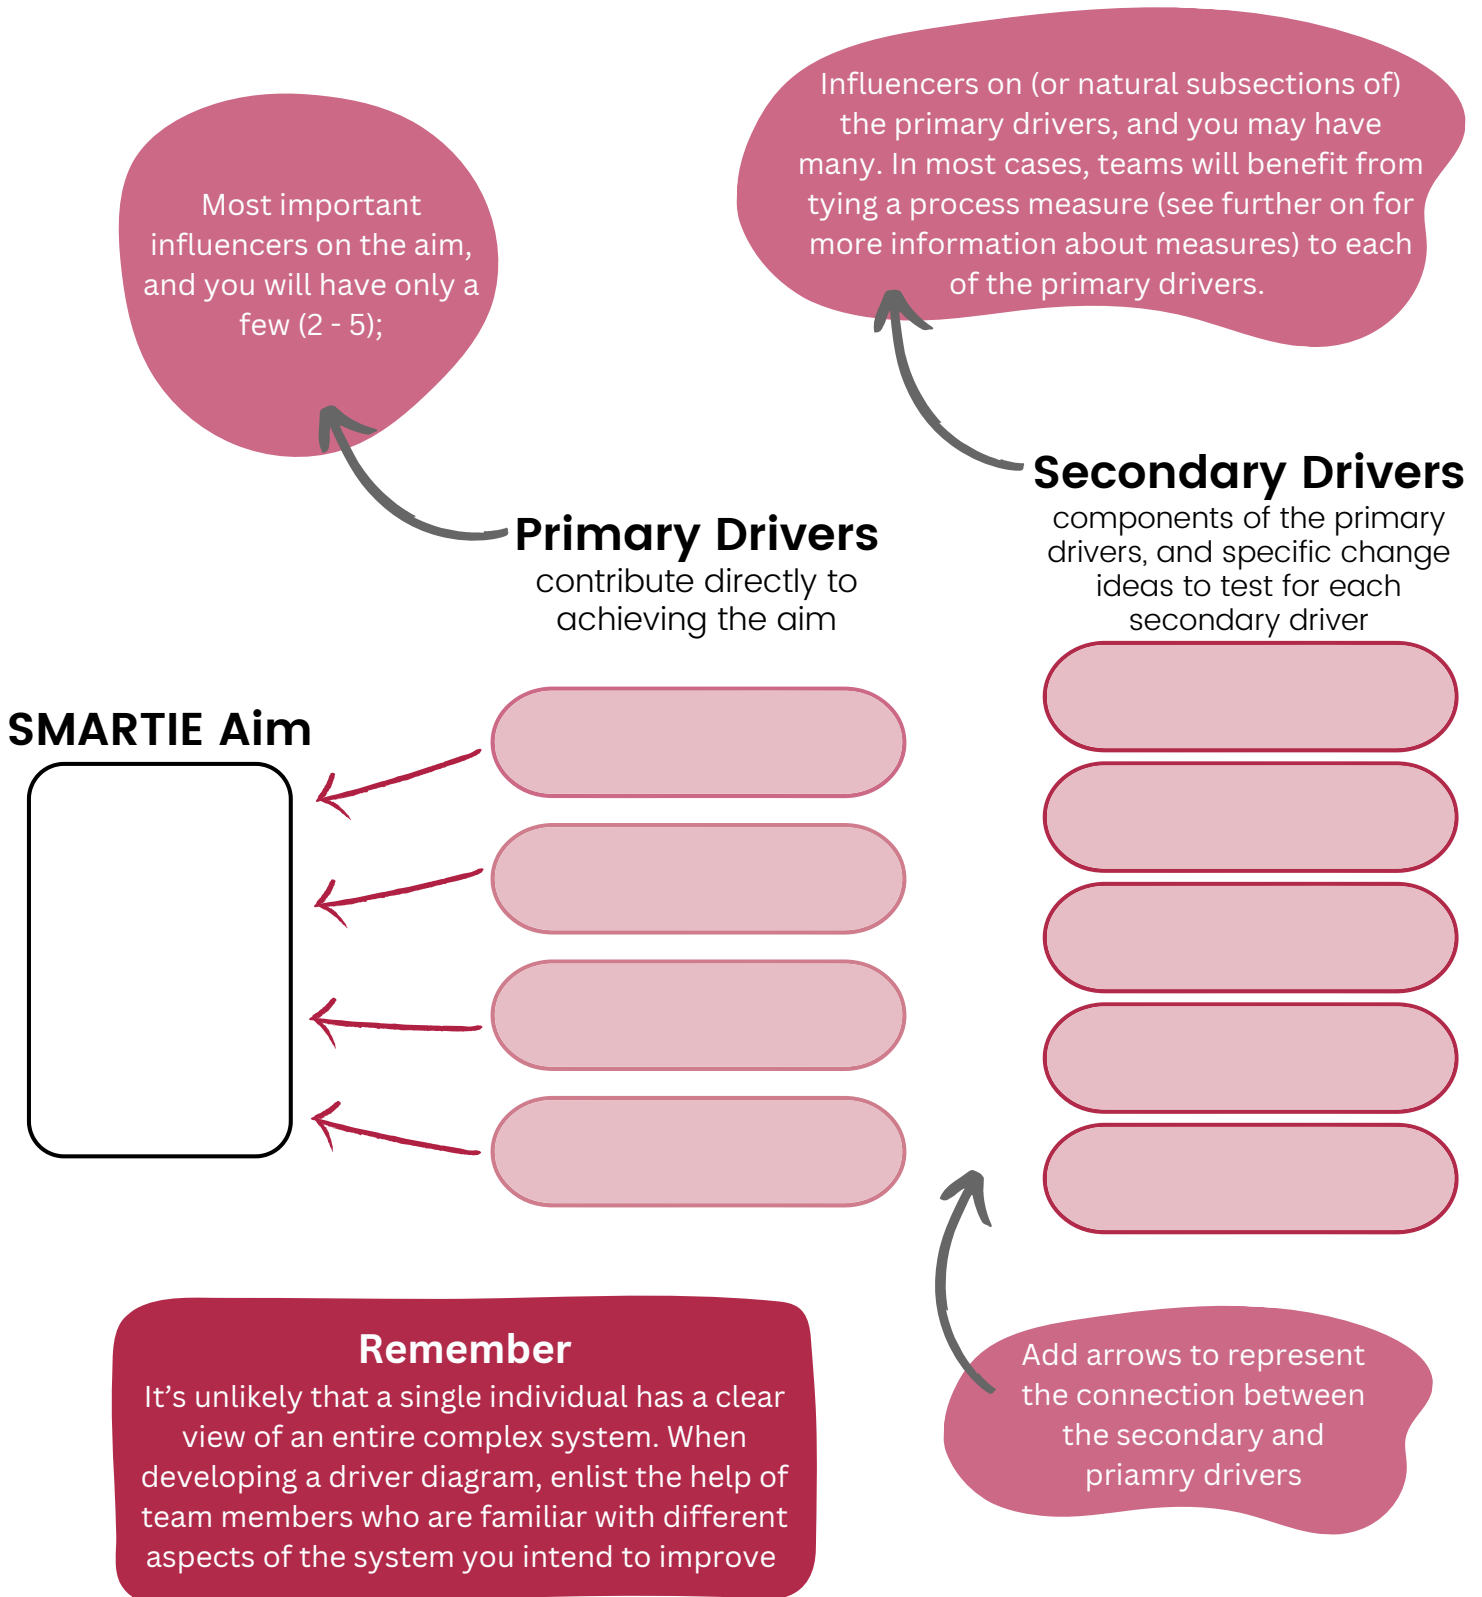 Influencers on (or natural subsections of)
the primary drivers, and you may have
many. In most cases, teams will benefit from
tying a process measure (see further on for
more information about measures) to each
of the primary drivers.
Most important
influencers on the aim,
and you will have only a
few (2 - 5);
Secondary Drivers
components of the primary
drivers, and specific change
ideas to test for each
secondary driver
Primary Drivers
contribute directly to
achieving the aim
SMARTIE Aim
Remember
It’s unlikely that a single individual has a clear
view of an entire complex system. When
developing a driver diagram, enlist the help of
team members who are familiar with different
aspects of the system you intend to improve
Add arrows to represent
the connection between
the secondary and
priamry drivers